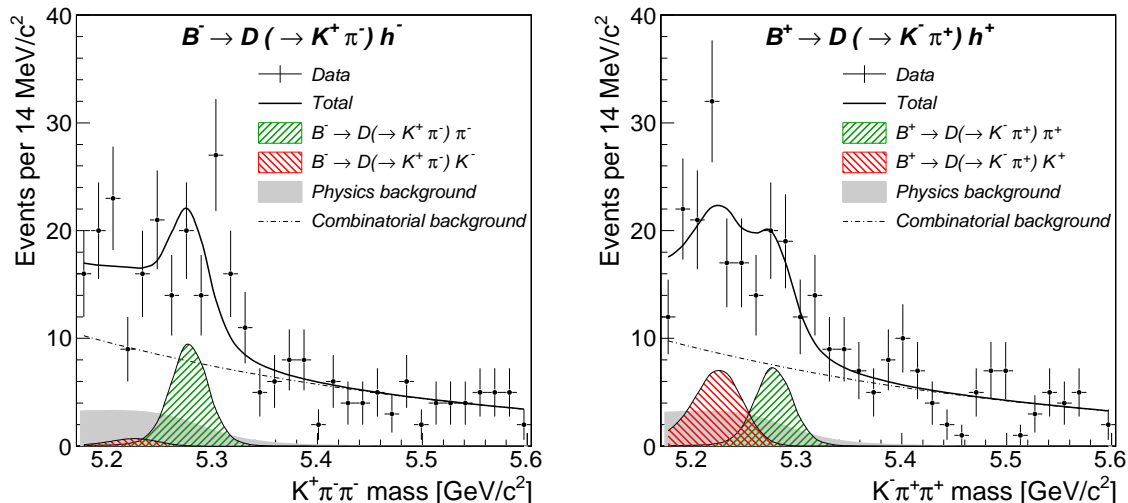 B⁻ → D (→ K⁺ π⁻) h⁻
Data
Total
B⁻ → D(→ K⁺ π⁻) π⁻
B⁻ → D(→ K⁺ π⁻) K⁻
Physics background
Combinatorial background
Events per 14 MeV/c²
40
30
20
10
0
5.2 5.3 5.4 5.5 5.6
K⁺π⁻π⁻ mass [GeV/c²]
B⁺ → D (→ K⁻ π⁺) h⁺
Data
Total
B⁺ → D(→ K⁻ π⁺) π⁺
B⁺ → D(→ K⁻ π⁺) K⁺
Physics background
Combinatorial background
Events per 14 MeV/c²
40
30
20
10
0
5.2 5.3 5.4 5.5 5.6
K⁻π⁺π⁺ mass [GeV/c²]